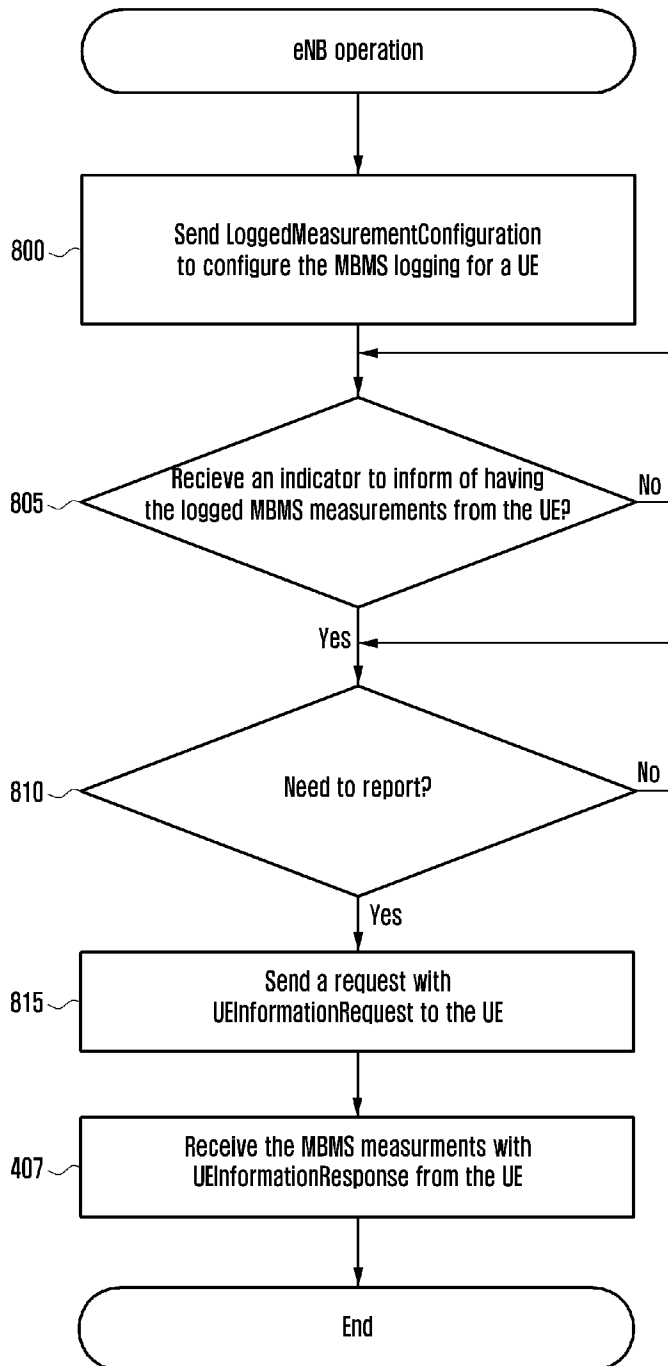 eNB operation
800
Send LoggedMeasurementConfiguration
to configure the MBMS logging for a UE
805
Recieve an indicator to inform of having
the logged MBMS measurements from the UE?
No
Yes
810
Need to report?
No
Yes
815
Send a request with
UEInformationRequest to the UE
407
Receive the MBMS measurments with
UEInformationResponse from the UE
End